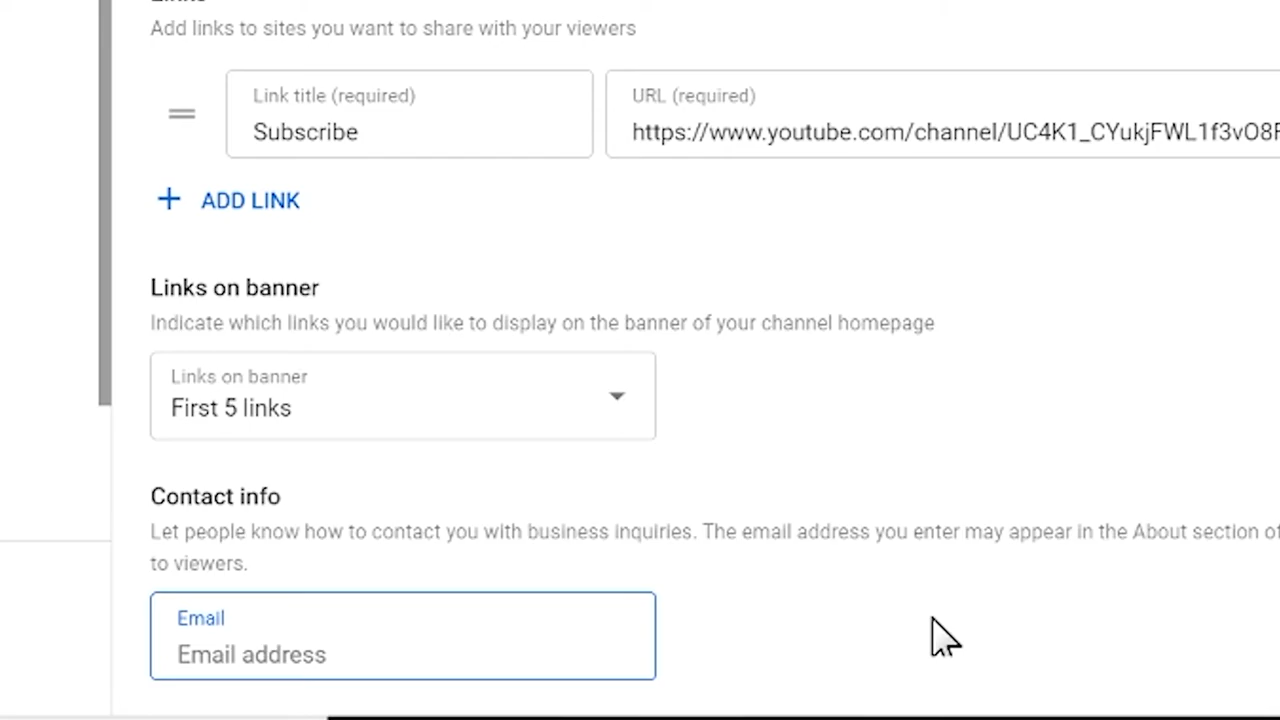 Links
Add links to sites you want to share with your viewers
Link title (required)
URL (required)
Subscribe
https://www.youtube.com/channel/UC4K1_CYukjFWL1f3vO8
ADD LINK
Links on banner
Indicate which links you would like to display on the banner of your channel homepage
Links on banner
First 5 links
Contact info
Let people know how to contact you with business inquiries. The email address you enter may appear in the About section of
to viewers.
Email
Email address